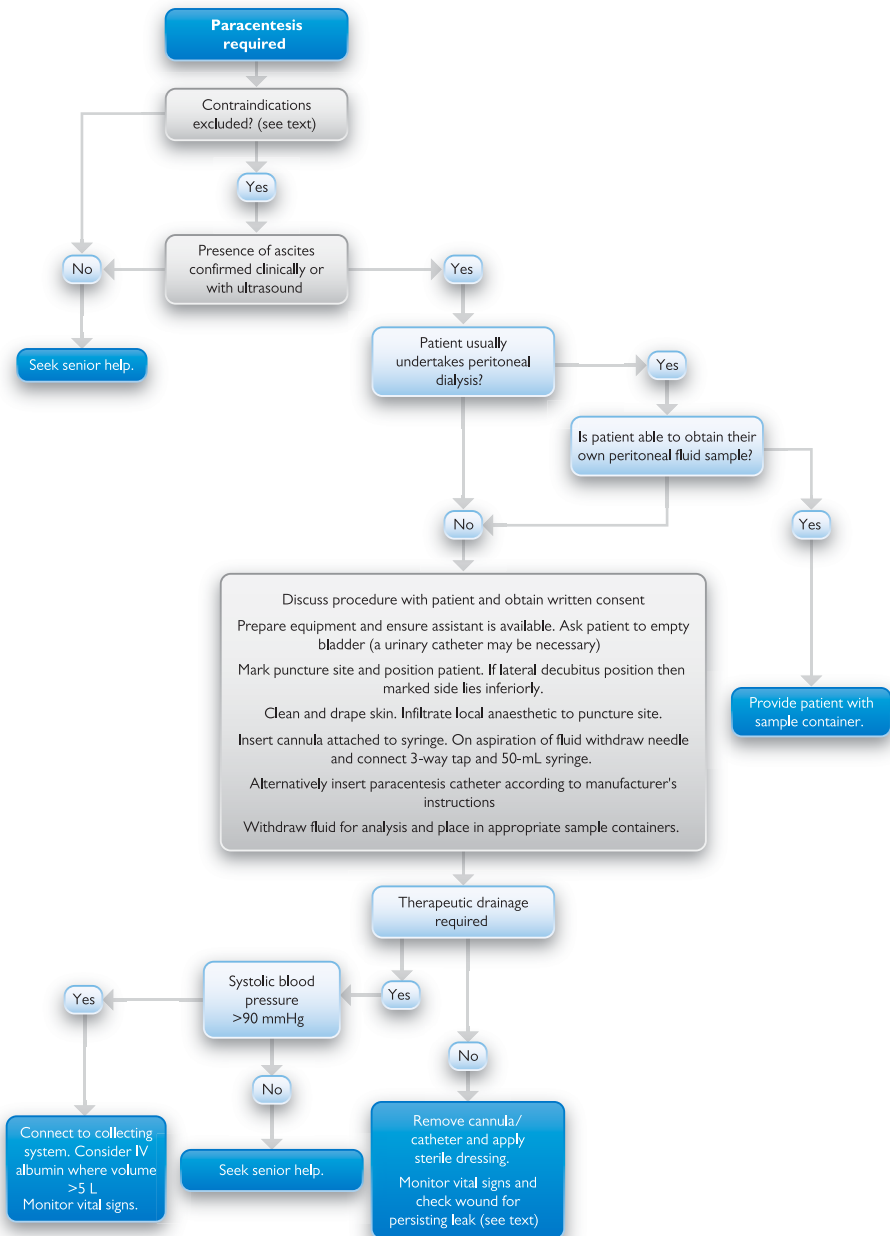 Paracentesis
required
Contraindications
excluded? (see text)
Yes
Presence of ascites
confirmed clinically or
with ultrasound
No
Yes
Seek senior help.
Patient usually
undertakes peritoneal
dialysis?
Yes
Is patient able to obtain their
own peritoneal fluid sample?
No
Yes
Discuss procedure with patient and obtain written consent
Prepare equipment and ensure assistant is available. Ask patient to empty
bladder (a urinary catheter may be necessary)
Mark puncture site and position patient. If lateral decubitus position then
marked side lies inferiorly.
Clean and drape skin. Infiltrate local anaesthetic to puncture site.
Insert cannula attached to syringe. On aspiration of fluid withdraw needle
and connect 3-way tap and 50-mL syringe.
Alternatively insert paracentesis catheter according to manufacturer's
instructions
Withdraw fluid for analysis and place in appropriate sample containers.
Provide patient with
sample container.
Therapeutic drainage
required
Systolic blood
pressure
>90 mmHg
Yes
Yes
No
No
Connect to collecting
system. Consider IV
albumin where volume
>5 L
Monitor vital signs.
Seek senior help.
Remove cannula/
catheter and apply
sterile dressing.
Monitor vital signs and
check wound for
persisting leak (see text)